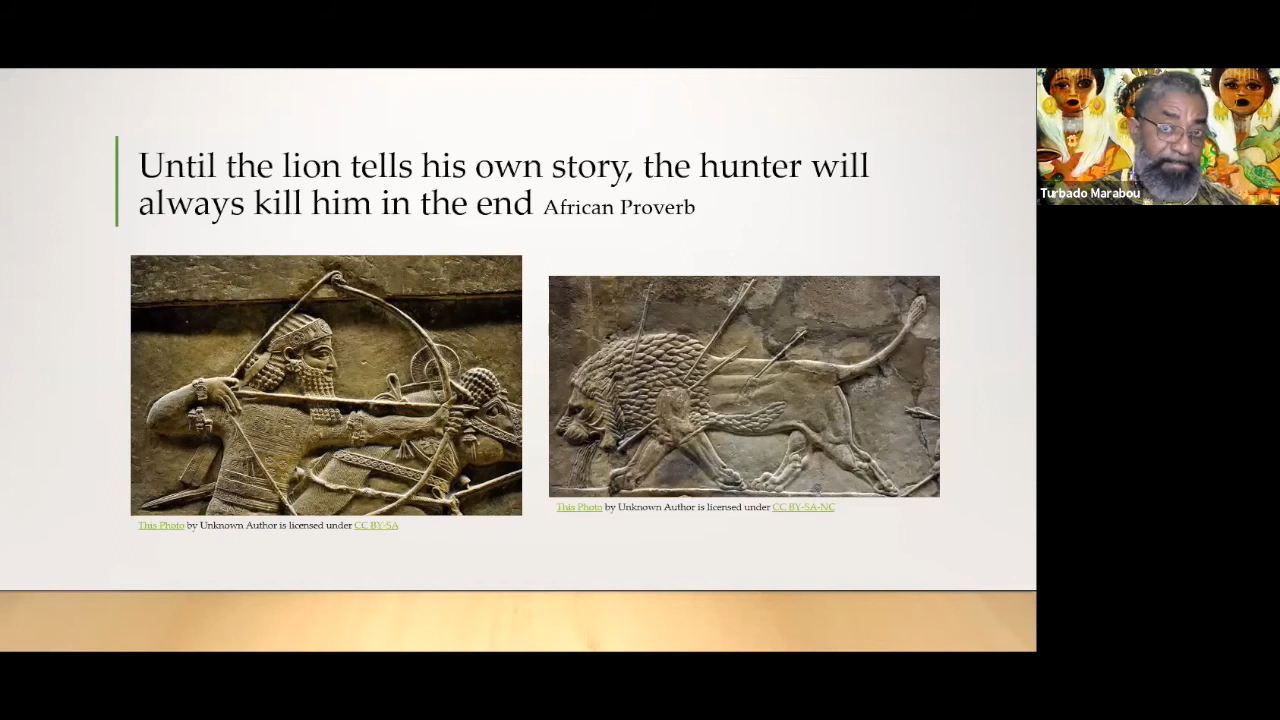 Until the lion tells his own story, the hunter will
always kill him in the end African Proverb
This Photo by Unknown Author is licensed under CC BY-SA
This Photo by Unknown Author is licensed under CC BY-SA-NC
Turbado Marabou